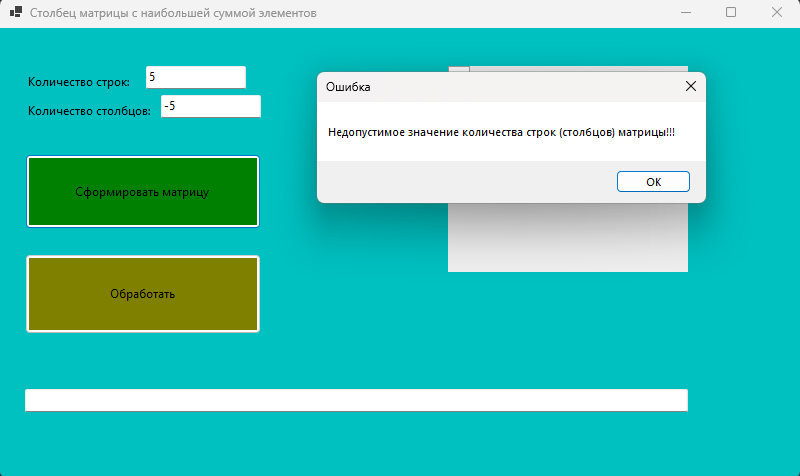 Столбец матрицы с наибольшей суммой элементов
Количество строк:
5
Количество столбцов:
-5
Сформировать матрицу
Обработать
Ошибка
Недопустимое значение количества строк (столбцов) матрицы!!!
ОК